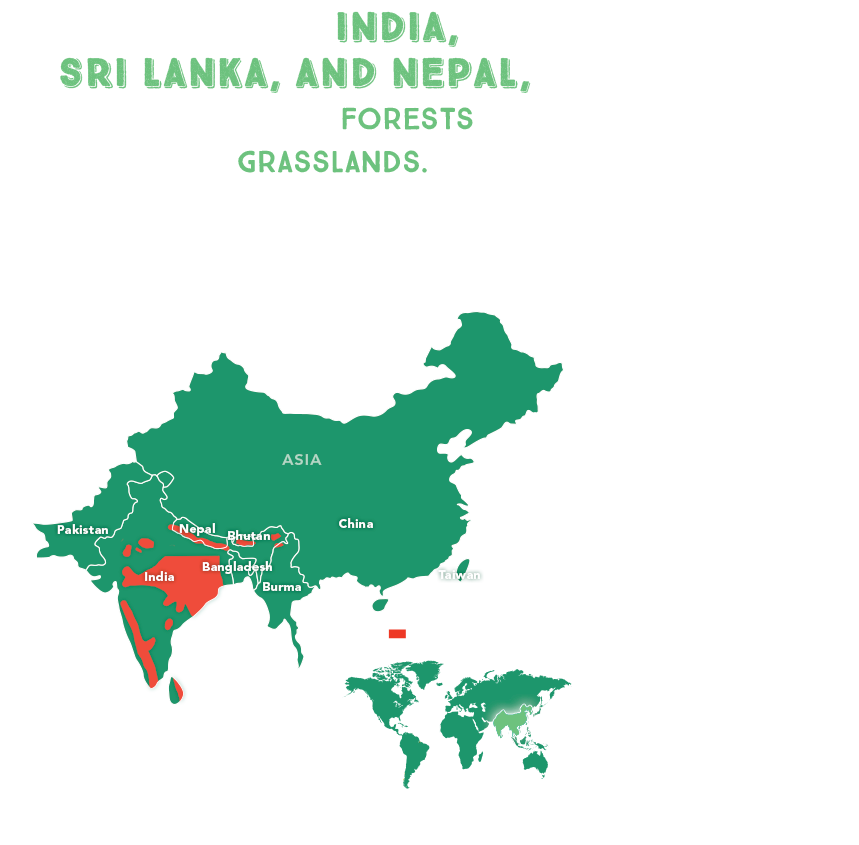 INDIA,
SRI LANKA, AND NEPAL,
FORESTS
GRASSLANDS.
ASIA
China
Pakistan
Nepal
Bhutan
Bangladesh
India
Taiwan
Burma